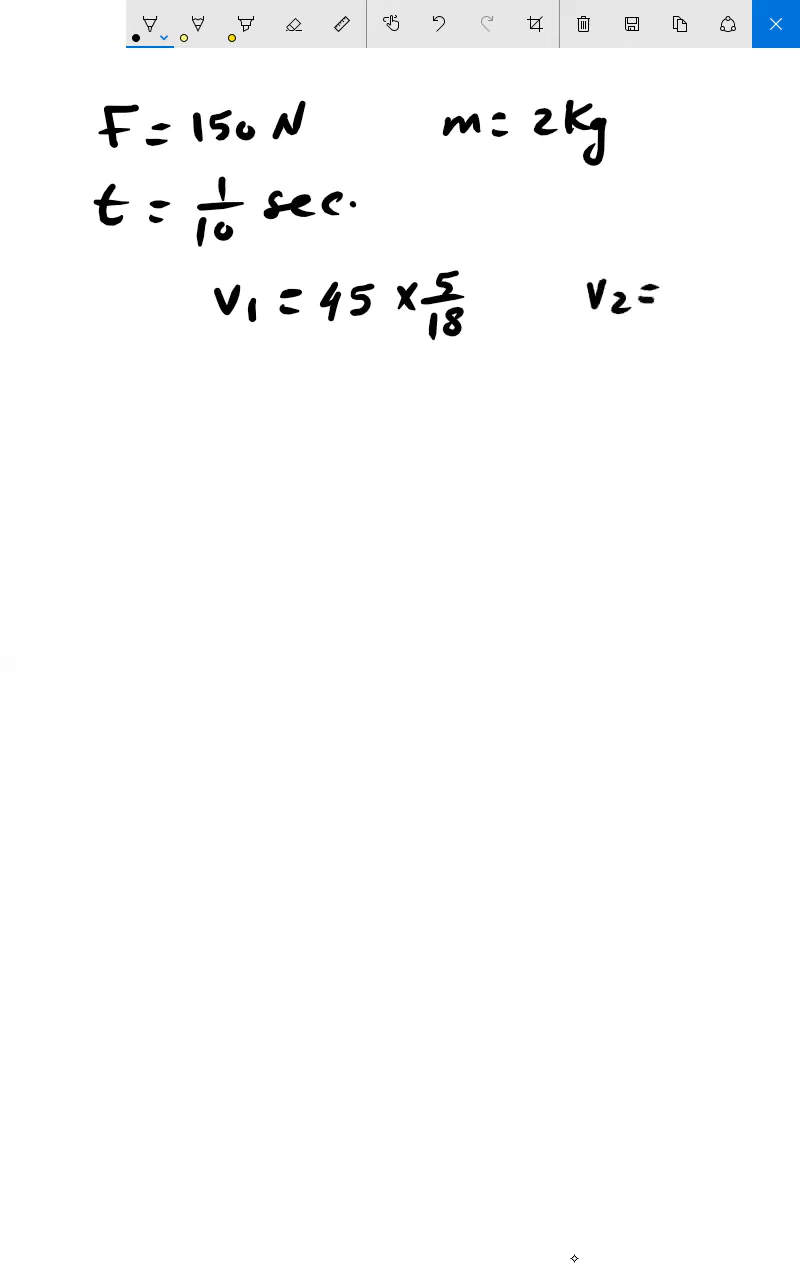 F = 150 N m = 2 Kg
t = 1/10 sec.
v1 = 45 × 5/18 v2 =